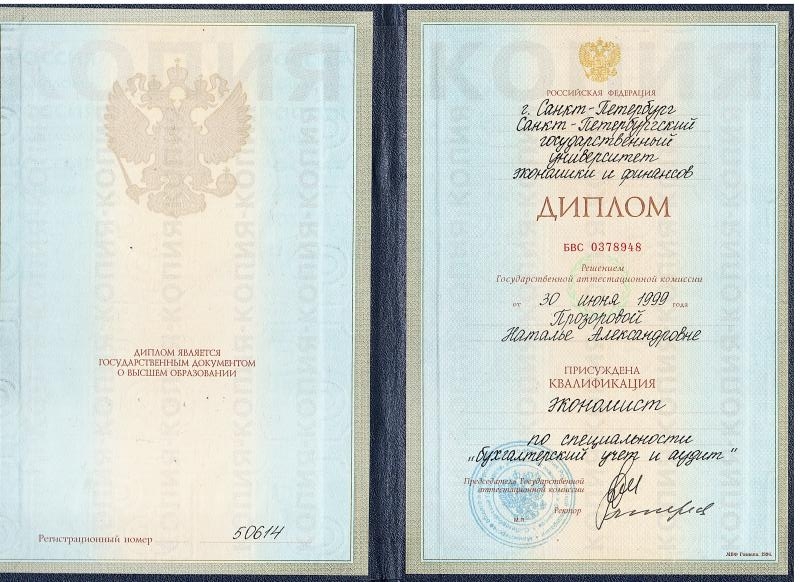 КОПИЯ
ДИПЛОМ ЯВЛЯЕТСЯ
ГОСУДАРСТВЕННЫМ ДОКУМЕНТОМ
О ВЫСШЕМ ОБРАЗОВАНИИ
Регистрационный номер 50614
КОПИЯ
РОССИЙСКАЯ ФЕДЕРАЦИЯ
г. Санкт-Петербург
Санкт-Петербургский
государственный
университет
экономики и финансов
ДИПЛОМ
БВС 0378948
Решением
Государственной аттестационной комиссии
от 30 июня 1999 года
Прозоровой
Наталье Александровне
ПРИСУЖДЕНА
КВАЛИФИКАЦИЯ
экономист
по специальности
"бухгалтерский учет и аудит"
Председатель Государственной
аттестационной комиссии
Ректор
М.П.